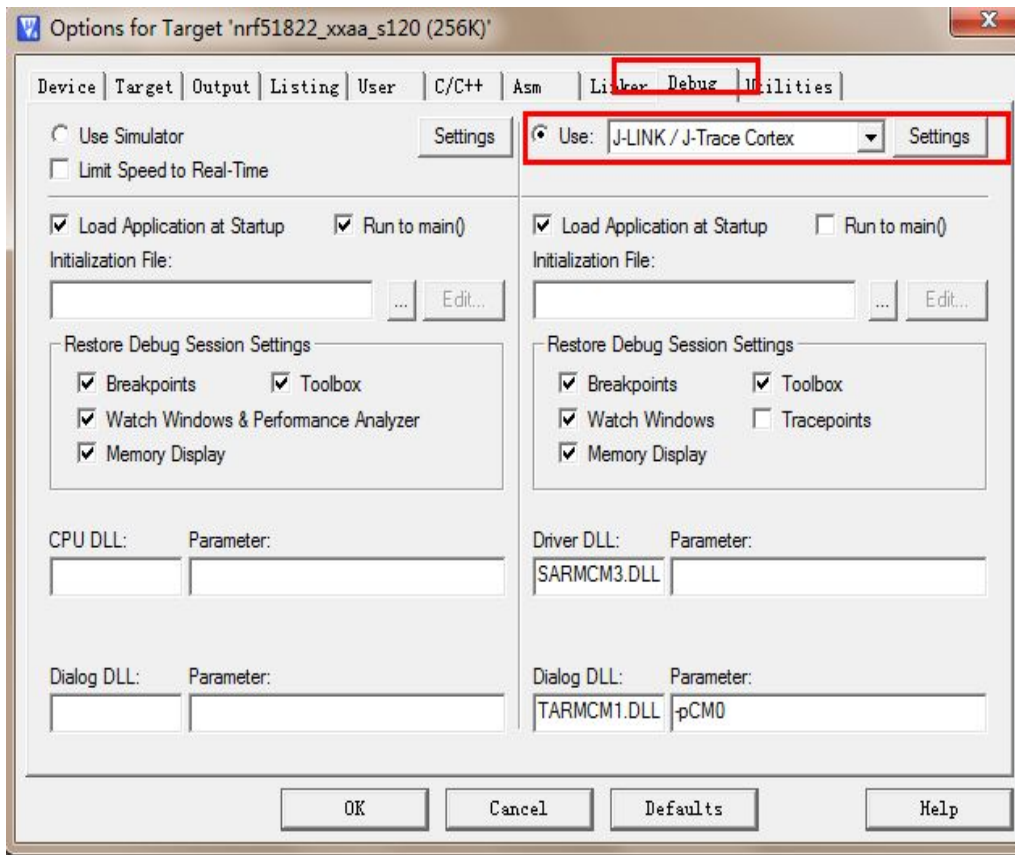 Options for Target 'nrf51822_xxaa_s120 (256K)'
Device Target Output Listing User C/C++ Asm Linker Debug Utilities
Use Simulator Settings Use: J-LINK / J-Trace Cortex Settings
Limit Speed to Real-Time
Load Application at Startup Run to main() Load Application at Startup Run to main()
Initialization File: Initialization File:
... Edit... ... Edit...
Restore Debug Session Settings Restore Debug Session Settings
Breakpoints Toolbox Breakpoints Toolbox
Watch Windows & Performance Analyzer Watch Windows Tracepoints
Memory Display Memory Display
CPU DLL: Parameter: Driver DLL: Parameter:
SARMCM3.DLL
Dialog DLL: Parameter: Dialog DLL: Parameter:
TARMCM1.DLL -pCM0
OK Cancel Defaults Help